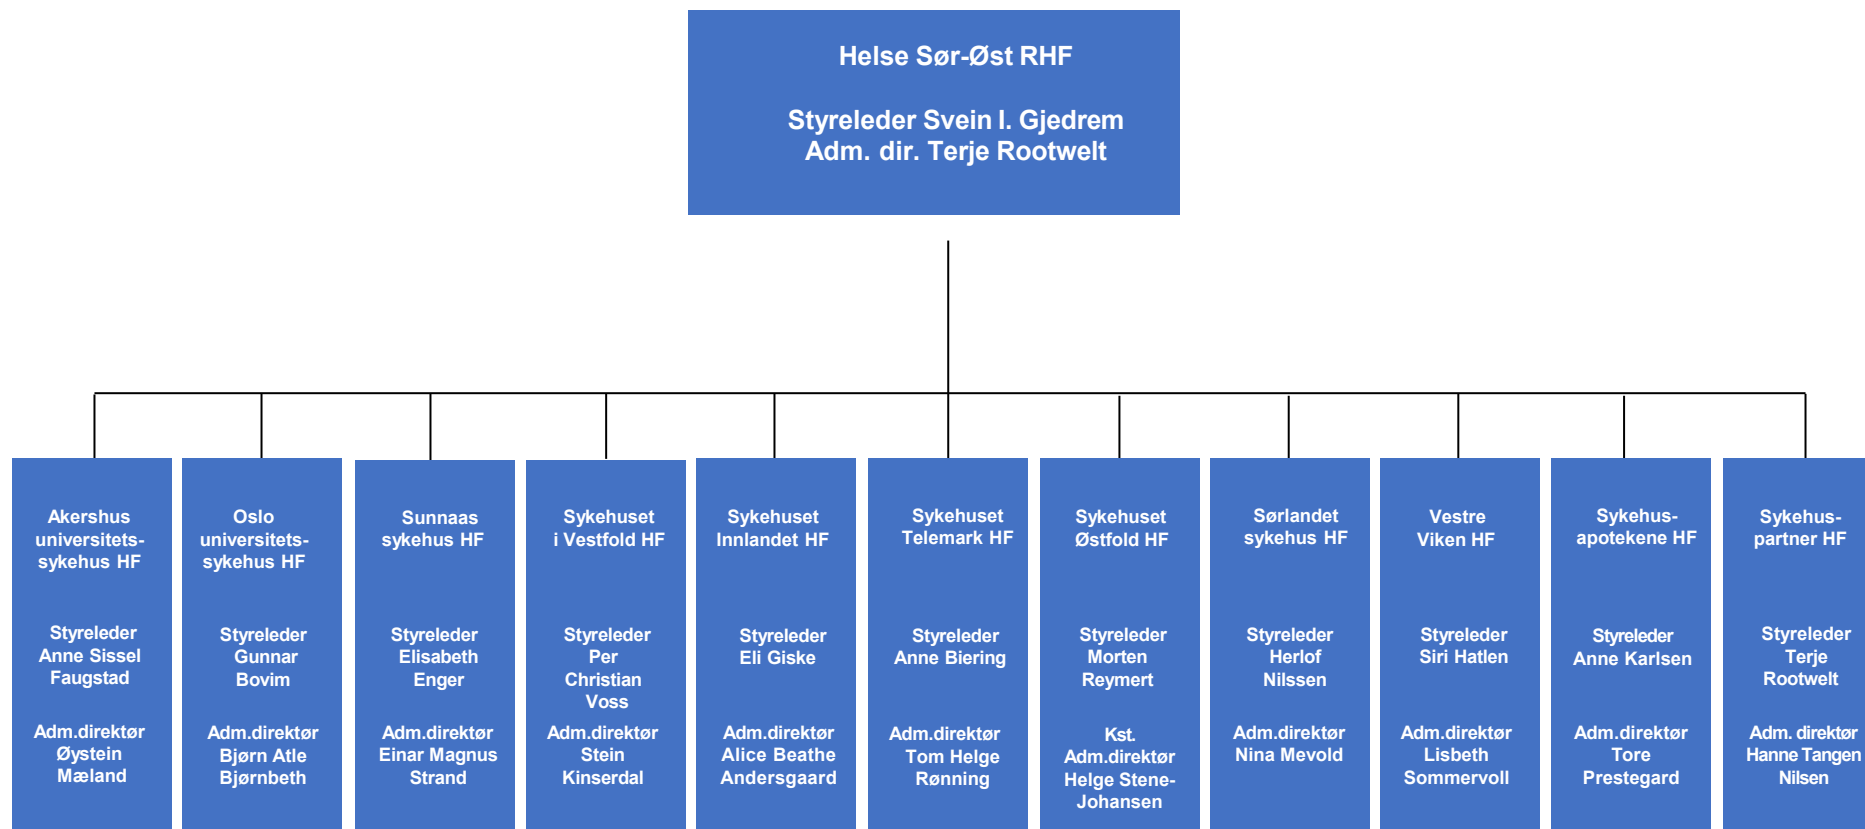 Helse Sør-Øst RHF
Styreleder Svein I. Gjedrem
Adm. dir. Terje Rootwelt
Akershus
universitets-
sykehus HF
Styreleder
Anne Sissel
Faugstad
Adm.direktør
Øystein
Mæland
Oslo
universitets-
sykehus HF
Styreleder
Gunnar
Bovim
Adm.direktør
Bjørn Atle
Bjørnbeth
Sunnaas
sykehus HF
Styreleder
Elisabeth
Enger
Adm.direktør
Einar Magnus
Strand
Sykehuset
i Vestfold HF
Styreleder
Per
Christian
Voss
Adm.direktør
Stein
Kinserdal
Sykehuset
Innlandet HF
Styreleder
Eli Giske
Adm.direktør
Alice Beathe
Andersgaard
Sykehuset
Telemark HF
Styreleder
Anne Biering
Adm.direktør
Tom Helge
Rønning
Sykehuset
Østfold HF
Styreleder
Morten
Reymert
Kst.
Adm.direktør
Helge Stene-
Johansen
Sørlandet
sykehus HF
Styreleder
Herlof
Nilssen
Adm.direktør
Nina Mevold
Vestre
Viken HF
Styreleder
Siri Hatlen
Adm.direktør
Lisbeth
Sommervoll
Sykehus-
apotekene HF
Styreleder
Anne Karlsen
Adm.direktør
Tore
Prestegard
Sykehus-
partner HF
Styreleder
Terje
Rootwelt
Adm. direktør
Hanne Tangen
Nilsen